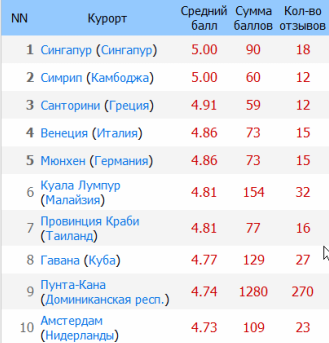 NN Курорт Средний балл Сумма баллов Кол-во отзывов
1 Сингапур (Сингапур) 5.00 90 18
2 Симрип (Камбоджа) 5.00 60 12
3 Санторини (Греция) 4.91 59 12
4 Венеция (Италия) 4.86 73 15
5 Мюнхен (Германия) 4.86 73 15
6 Куала Лумпур (Малайзия) 4.81 154 32
7 Провинция Краби (Таиланд) 4.81 77 16
8 Гавана (Куба) 4.77 129 27
9 Пунта-Кана (Доминиканская респ.) 4.74 1280 270
10 Амстердам (Нидерланды) 4.73 109 23